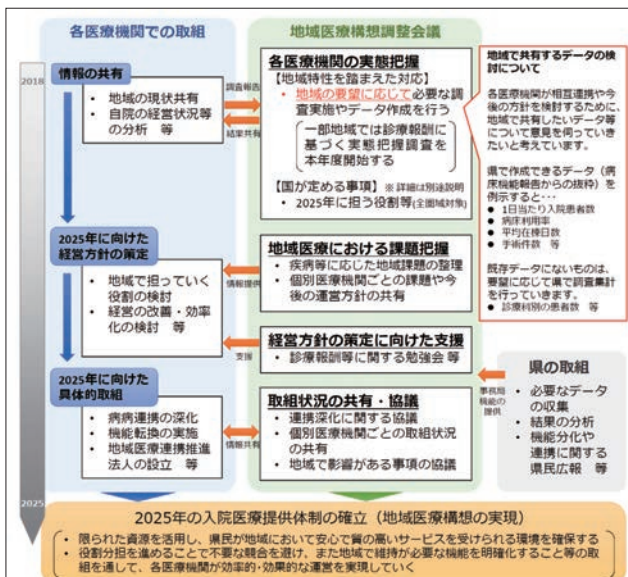 各医療機関での取組
地域医療構想調整会議
2018
情報の共有
・ 地域の現状共有
・ 自院の経営状況等
の分析 等
調査報告
結果共有
各医療機関の実態把握
【地域特性を踏まえた対応】
・ 地域の要望に応じて必要な調
査実施やデータ作成を行う
一部地域では診療報酬に
基づく実態把握調査を
本年度開始する
【国が定める事項】 ※ 詳細は別途説明
・ 2025年に担う役割等(全圏域対象)
地域で共有するデータの検
討について
各医療機関が相互連携や今
後の方針を検討するために、
地域で共有したいデータ等
について意見を伺っていき
たいと考えています。
県で作成できるデータ（病
床機能報告からの抜粋）を
例示すると･･･
● 1日当たり入院患者数
● 病床利用率
● 平均在棟日数
● 手術件数 等
既存データにないものは、
要望に応じて県で調査集計
を行っていきます。
● 診療科別の患者数 等
2025年に向けた
経営方針の策定
・ 地域で担っていく
役割の検討
・ 経営の改善・効率
化の検討 等
情報提供
地域医療における課題把握
・ 疾病等に応じた地域課題の整理
・ 個別医療機関ごとの課題や今
後の運営方針の共有
支援
経営方針の策定に向けた支援
・ 診療報酬等に関する勉強会 等
2025年に向けた
具体的取組
・ 病病連携の深化
・ 機能転換の実施
・ 地域医療連携推進
法人の設立 等
情報共有
取組状況の共有・協議
・ 連携深化に関する協議
・ 個別医療機関ごとの取組状況
の共有
・ 地域で影響がある事項の協議
事務局
機能の
提供
県の取組
・ 必要なデータ
の収集
・ 結果の分析
・ 機能分化や
連携に関する
県民広報 等
2025
2025年の入院医療提供体制の確立（地域医療構想の実現）
・ 限られた資源を活用し、県民が地域において安心で質の高いサービスを受けられる環境を確保する
・ 役割分担を進めることで不要な競合を避け、また地域で維持が必要な機能を明確化すること等の取
組を通して、各医療機関が効率的･効果的な運営を実現していく